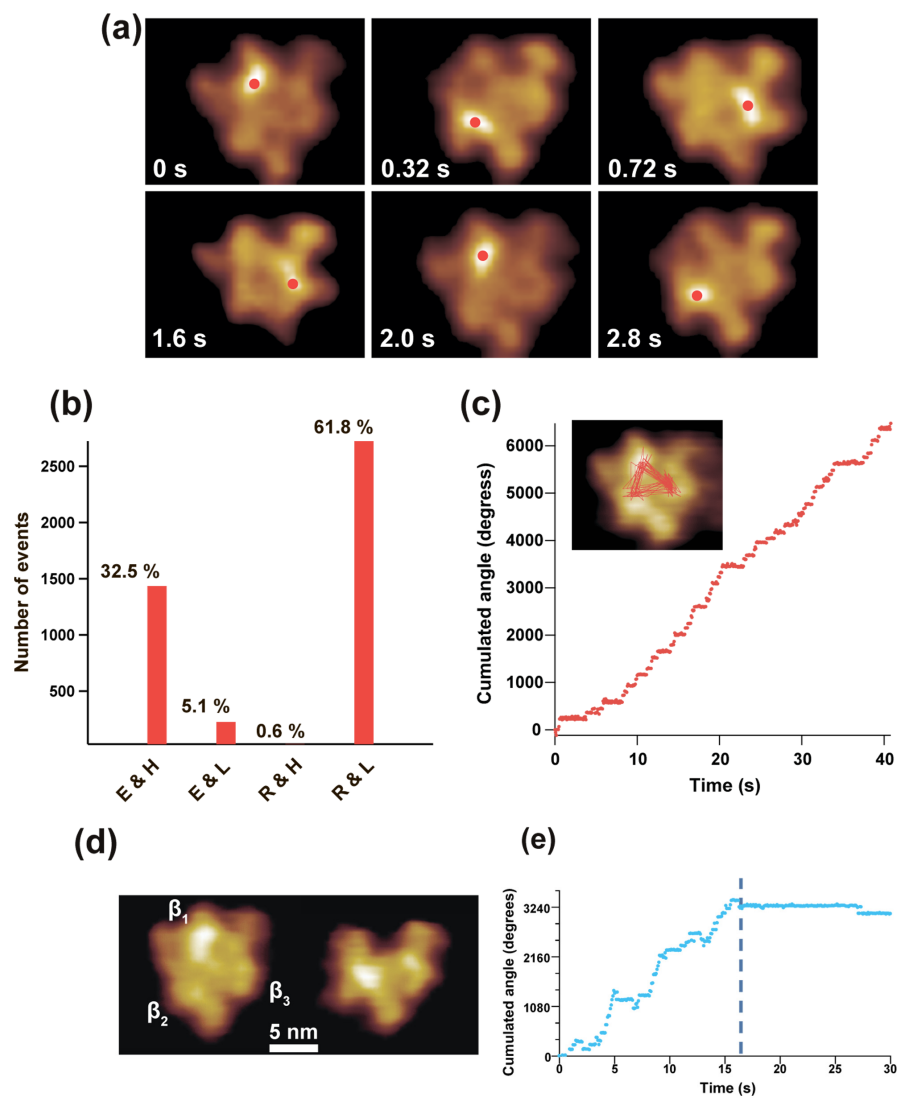 (a)
0 s
0.32 s
0.72 s
1.6 s
2.0 s
2.8 s
(b)
Number of events
2500
2000
1500
1000
500
32.5 %
5.1 %
0.6 %
61.8 %
E & H
E & L
R & H
R & L
(c)
Cumulated angle (degress)
6000
5000
4000
3000
2000
1000
0
0
10
20
30
40
Time (s)
(d)
β1
β2
β3
5 nm
(e)
Cumulated angle (degrees)
3240
2160
1080
0
0
5
10
15
20
25
30
Time (s)